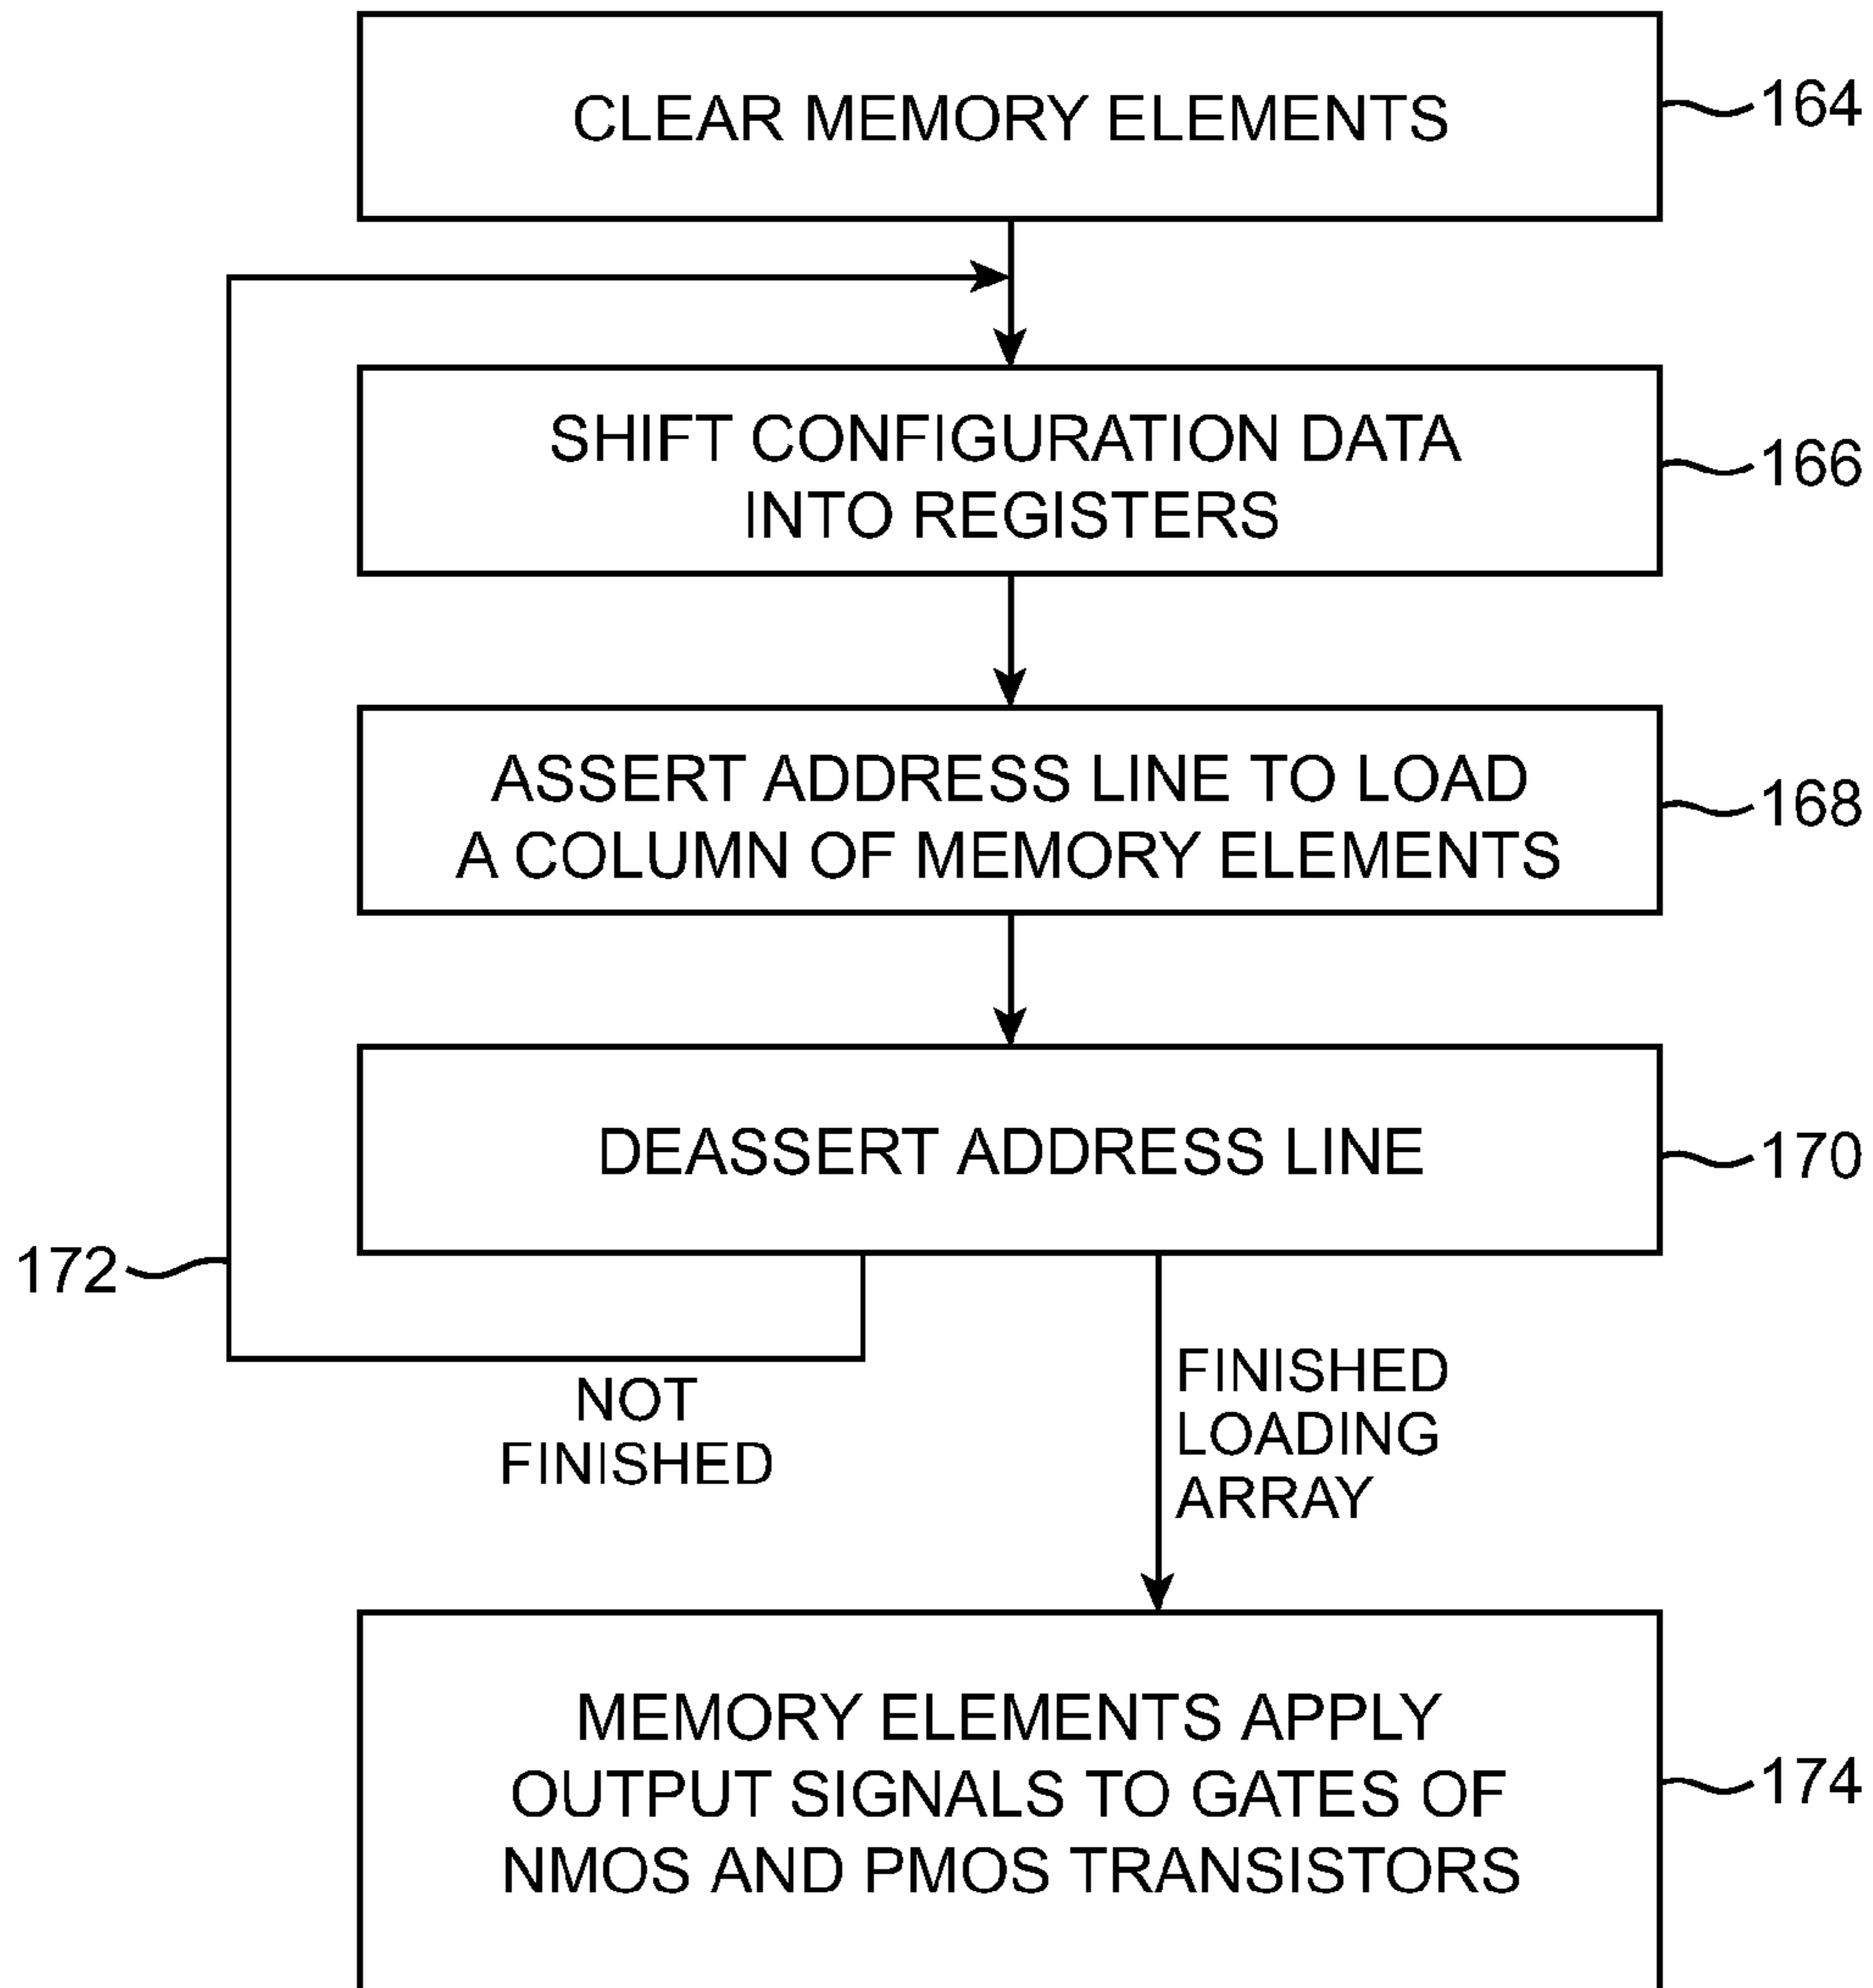 CLEAR MEMORY ELEMENTS
164
SHIFT CONFIGURATION DATA
INTO REGISTERS
166
ASSERT ADDRESS LINE TO LOAD
A COLUMN OF MEMORY ELEMENTS
168
DEASSERT ADDRESS LINE
170
172
NOT
FINISHED
FINISHED
LOADING
ARRAY
MEMORY ELEMENTS APPLY
OUTPUT SIGNALS TO GATES OF
NMOS AND PMOS TRANSISTORS
174